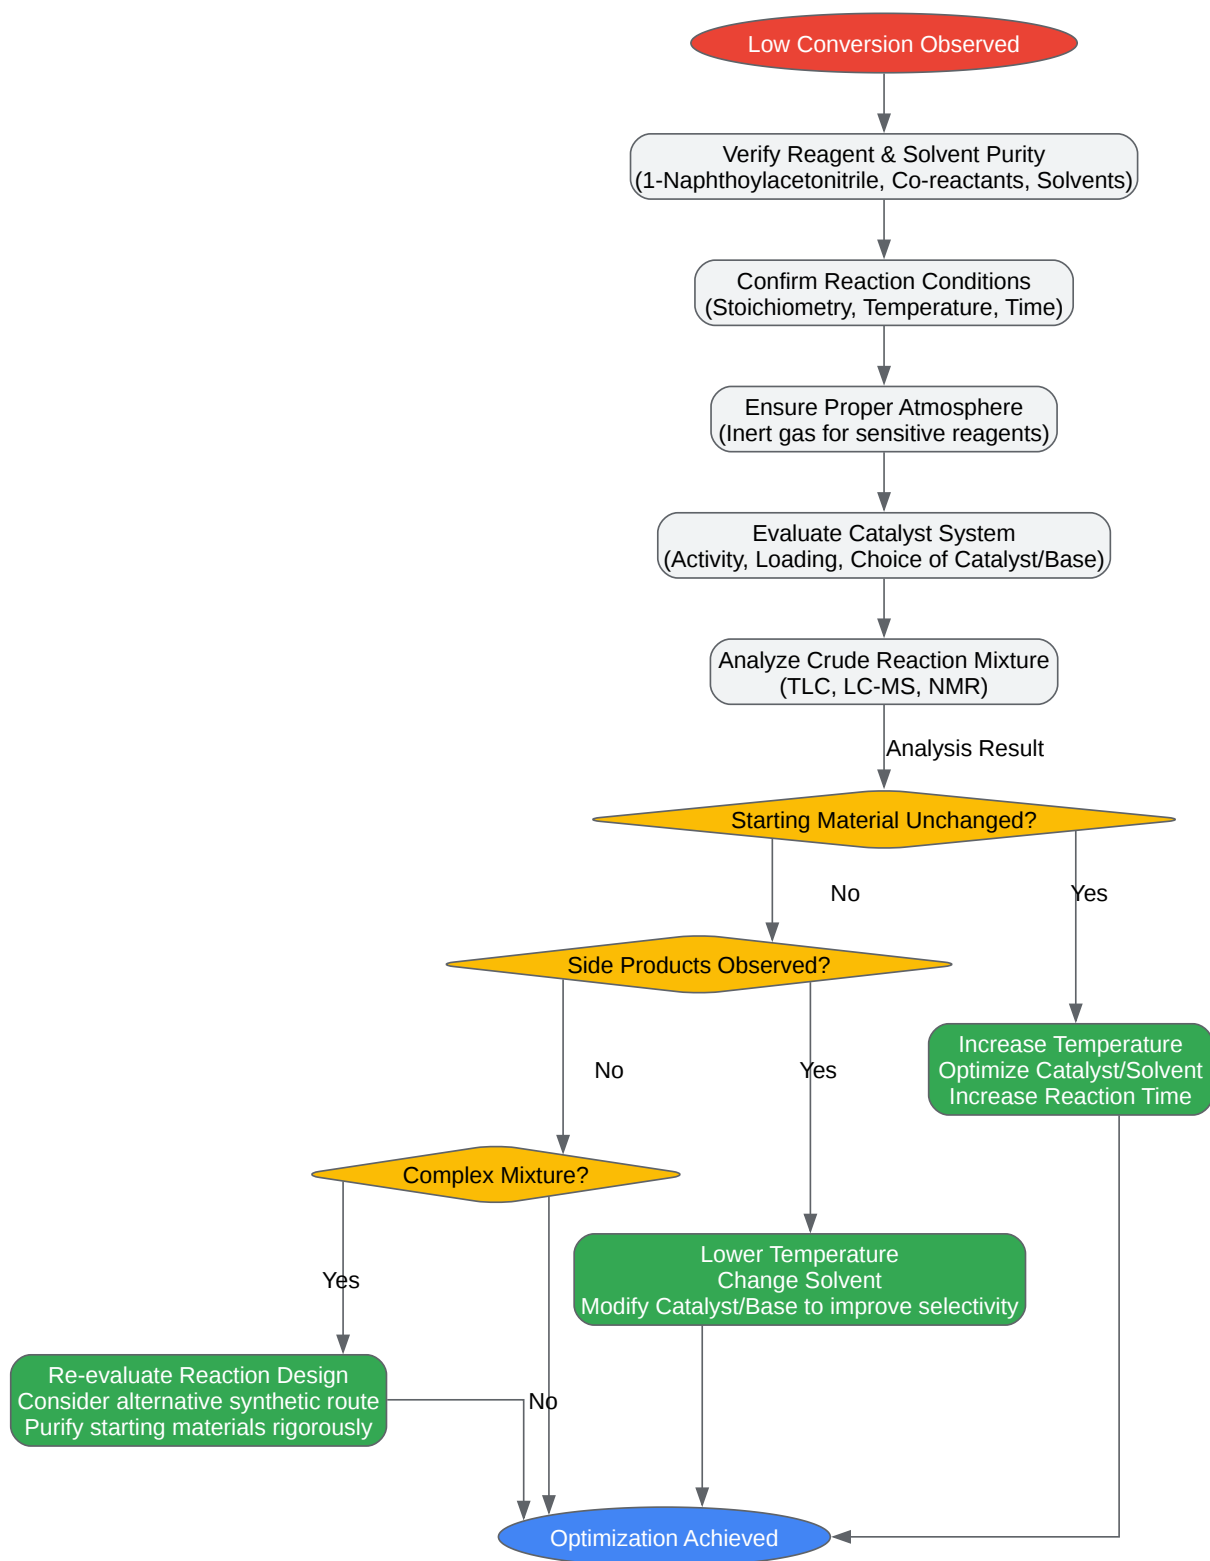 Low Conversion Observed
Verify Reagent & Solvent Purity
(1-Naphthoylacetonitrile, Co-reactants, Solvents)
Confirm Reaction Conditions
(Stoichiometry, Temperature, Time)
Ensure Proper Atmosphere
(Inert gas for sensitive reagents)
Evaluate Catalyst System
(Activity, Loading, Choice of Catalyst/Base)
Analyze Crude Reaction Mixture
(TLC, LC-MS, NMR)
Analysis Result
Starting Material Unchanged?
No
Yes
Side Products Observed?
Increase Temperature
Optimize Catalyst/Solvent
Increase Reaction Time
No
Yes
Complex Mixture?
Lower Temperature
Change Solvent
Modify Catalyst/Base to improve selectivity
Yes
Re-evaluate Reaction Design
Consider alternative synthetic route
Purify starting materials rigorously
No
Optimization Achieved